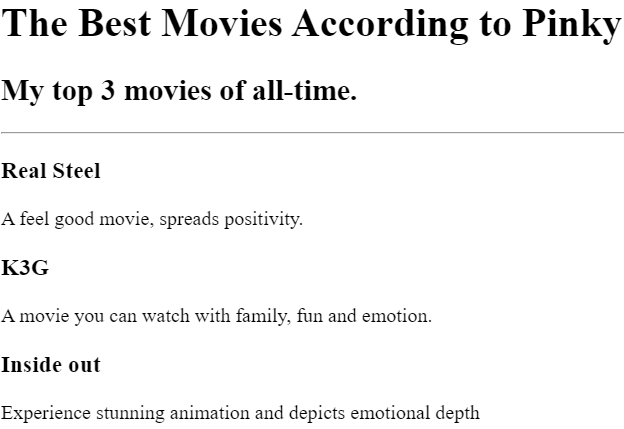 The Best Movies According to Pinky
My top 3 movies of all-time.
Real Steel
A feel good movie, spreads positivity.
K3G
A movie you can watch with family, fun and emotion.
Inside out
Experience stunning animation and depicts emotional depth